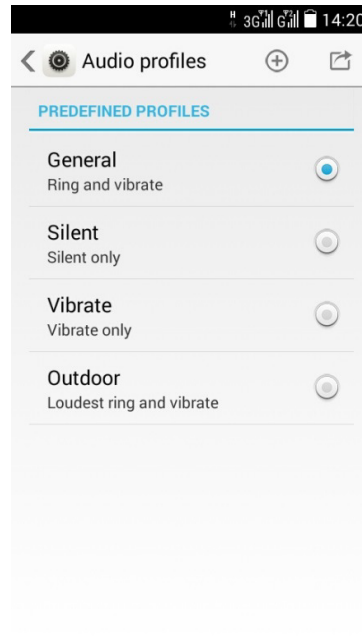 H 3G G 14:20
Audio profiles
PREDEFINED PROFILES
General
Ring and vibrate
Silent
Silent only
Vibrate
Vibrate only
Outdoor
Loudest ring and vibrate